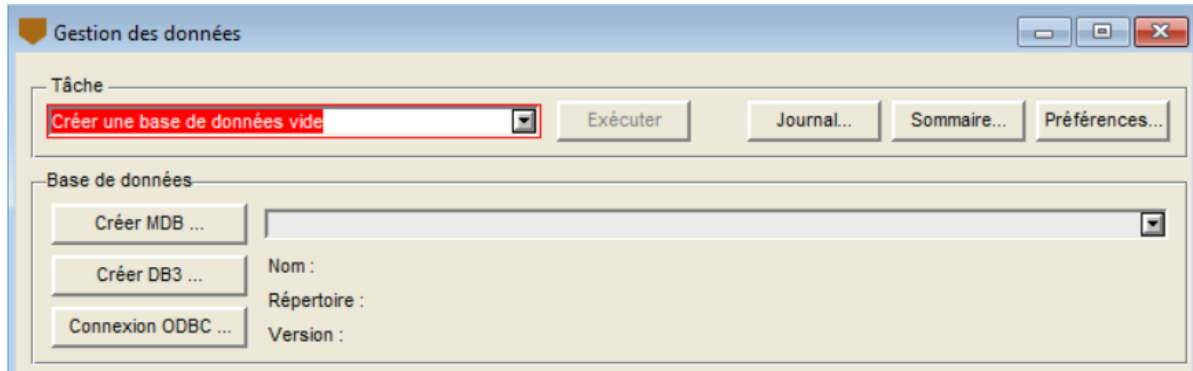 Gestion des données
Tâche
Créer une base de données vide
Exécuter
Journal...
Sommaire...
Préférences...
Base de données
Créer MDB ...
Créer DB3 ...
Nom :
Répertoire :
Connexion ODBC ...
Version :